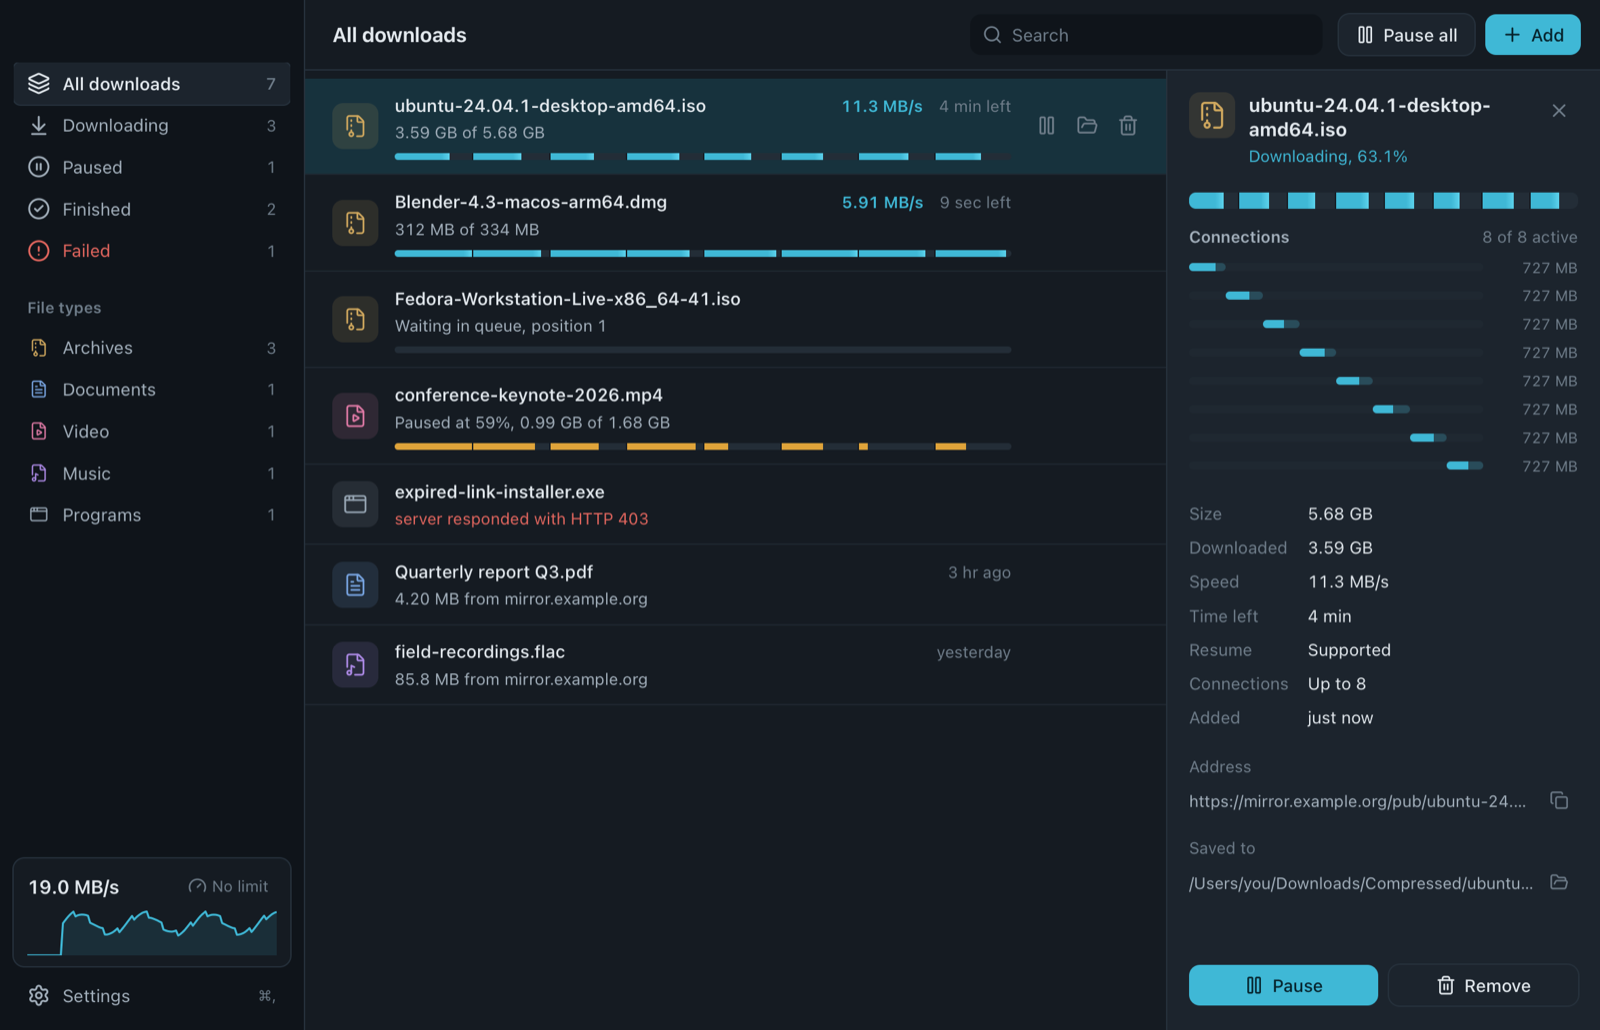 All downloads 7
Downloading 3
Paused 1
Finished 2
Failed 1
File types
Archives 3
Documents 1
Video 1
Music 1
Programs 1
19.0 MB/s No limit
Settings ⌘,
All downloads
Search
Pause all
Add
ubuntu-24.04.1-desktop-amd64.iso 11.3 MB/s 4 min left
3.59 GB of 5.68 GB
Blender-4.3-macos-arm64.dmg 5.91 MB/s 9 sec left
312 MB of 334 MB
Fedora-Workstation-Live-x86_64-41.iso
Waiting in queue, position 1
conference-keynote-2026.mp4
Paused at 59%, 0.99 GB of 1.68 GB
expired-link-installer.exe
server responded with HTTP 403
Quarterly report Q3.pdf 3 hr ago
4.20 MB from mirror.example.org
field-recordings.flac yesterday
85.8 MB from mirror.example.org
ubuntu-24.04.1-desktop-
amd64.iso
Downloading, 63.1%
Connections 8 of 8 active
727 MB
727 MB
727 MB
727 MB
727 MB
727 MB
727 MB
727 MB
Size 5.68 GB
Downloaded 3.59 GB
Speed 11.3 MB/s
Time left 4 min
Resume Supported
Connections Up to 8
Added just now
Address
https://mirror.example.org/pub/ubuntu-24....
Saved to
/Users/you/Downloads/Compressed/ubuntu...
Pause
Remove